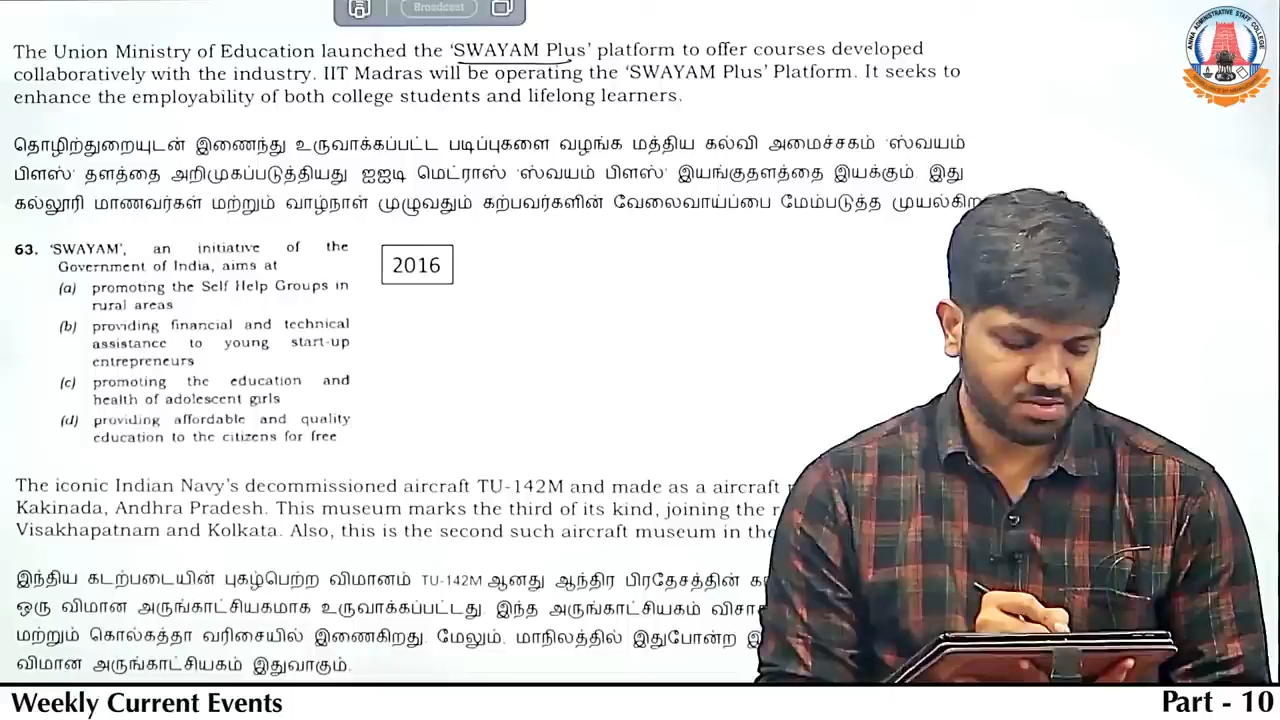 Broadcast
The Union Ministry of Education launched the ‘SWAYAM Plus’ platform to offer courses developed
collaboratively with the industry. IIT Madras will be operating the ‘SWAYAM Plus’ Platform. It seeks to
enhance the employability of both college students and lifelong learners.
தொழிற்துறையுடன் இணைந்து உருவாக்கப்பட்ட படிப்புகளை வழங்க மத்திய கல்வி அமைச்சகம் 'ஸ்வயம்
பிளஸ்' தளத்தை அறிமுகப்படுத்தியது. ஐஐடி மெட்ராஸ் 'ஸ்வயம் பிளஸ்' இயங்குதளத்தை இயக்கும். இது
கல்லூரி மாணவர்கள் மற்றும் வாழ்நாள் முழுவதும் கற்பவர்களின் வேலைவாய்ப்பை மேம்படுத்த
63. ‘SWAYAM’, an initiative of the
Government of India, aims at
2016
(a) promoting the Self Help Groups in
rural areas
(b) providing financial and technical
assistance to young start-up
entrepreneurs
(c) promoting the education and
health of adolescent girls
(d) providing affordable and quality
education to the citizens for free
The iconic Indian Navy’s decommissioned aircraft TU-142M and made as a aircraft
Kakinada, Andhra Pradesh. This museum marks the third of its kind, joining the
Visakhapatnam and Kolkata. Also, this is the second such aircraft museum in the
இந்திய கடற்படையின் புகழ்பெற்ற விமானம் TU-142M ஆனது ஆந்திர பிரதேசத்தின்
ஒரு விமான அருங்காட்சியகமாக உருவாக்கப்பட்டது. இந்த அருங்காட்சியகம்
மற்றும் கொல்கத்தா வரிசையில் இணைகிறது. மேலும், மாநிலத்தில் இதுபோன்ற
விமான அருங்காட்சியகம் இதுவாகும்.
ANNA ADMINISTRATIVE STAFF COLLEGE
Weekly Current Events
Part - 10